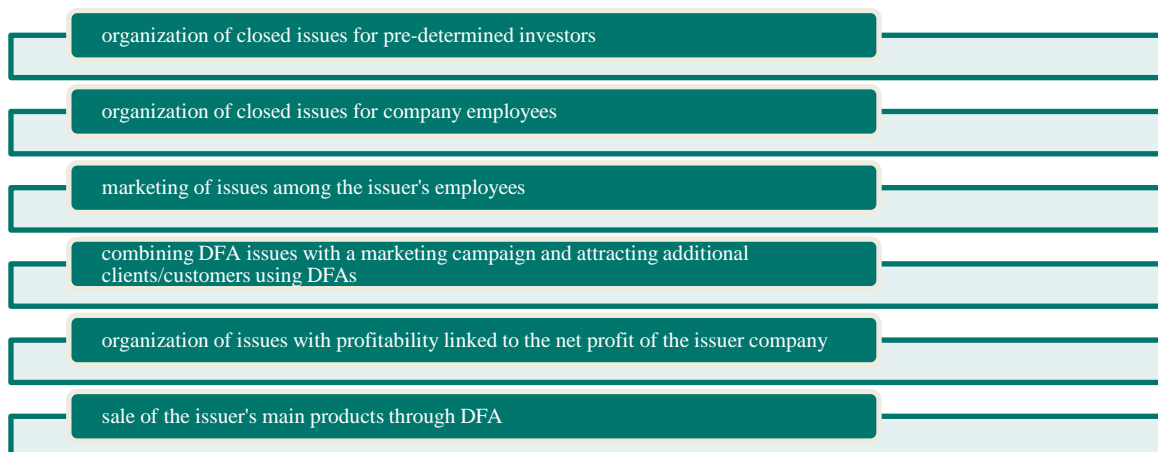 organization of closed issues for pre-determined investors
organization of closed issues for company employees
marketing of issues among the issuer's employees
combining DFA issues with a marketing campaign and attracting additional
clients/customers using DFAs
organization of issues with profitability linked to the net profit of the issuer company
sale of the issuer's main products through DFA